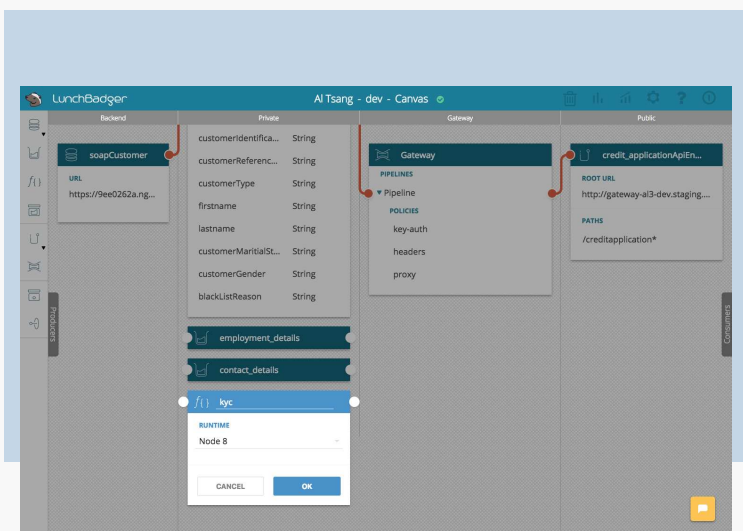 LunchBadger
Al Tsang - dev - Canvas
Backend
Private
Gateway
Public
soapCustomer
URL
https://9ee0262a.ng...
customerIdentifica... String
customerReferenc... String
customerType String
firstname String
lastname String
customerMaritialSt... String
customerGender String
blackListReason String
employment_details
contact_details
f() kyc
RUNTIME
Node 8
CANCEL
OK
Gateway
PIPELINES
Pipeline
POLICIES
key-auth
headers
proxy
credit_applicationApiEn...
ROOT URL
http://gateway-al3-dev.staging....
PATHS
/creditapplication*
f()
Producers
Consumers
?